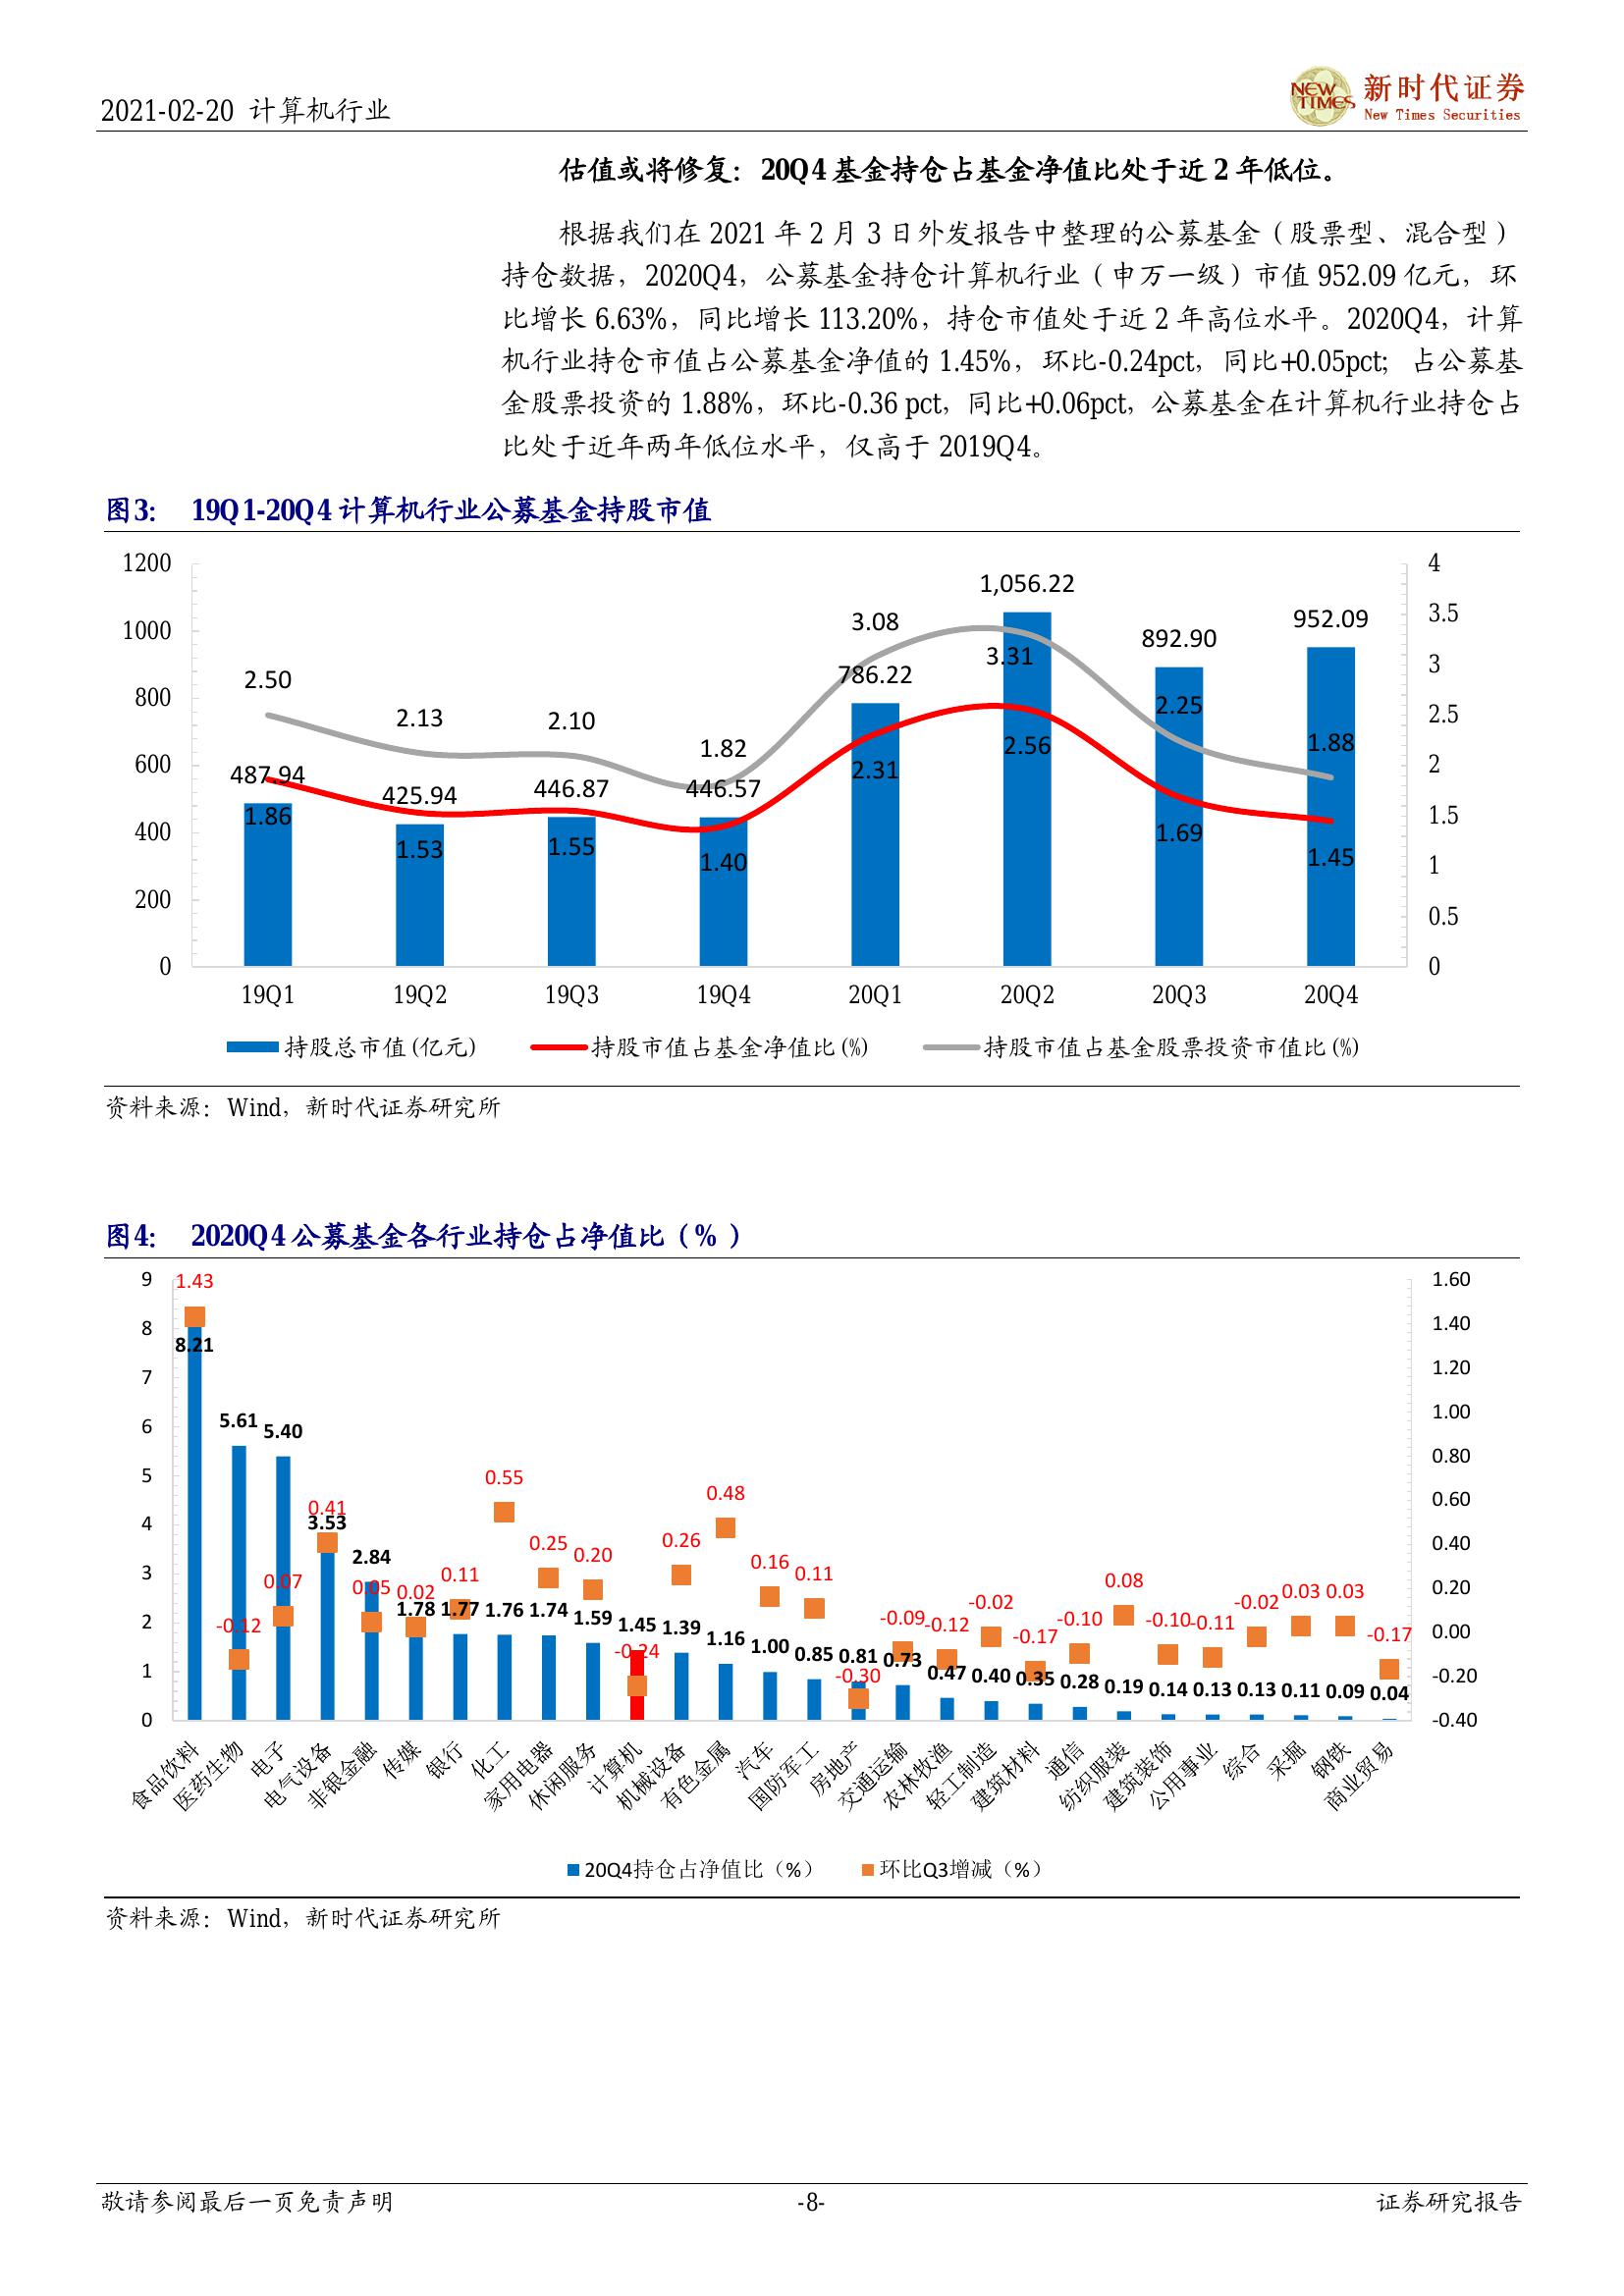 2021-02-20 计算机行业
NEW TIMES
新时代证券
New Times Securities
估值或将修复：20Q4 基金持仓占基金净值比处于近 2 年低位。
根据我们在 2021 年 2 月 3 日外发报告中整理的公募基金（股票型、混合型）
持仓数据，2020Q4，公募基金持仓计算机行业（申万一级）市值 952.09 亿元，环
比增长 6.63%，同比增长 113.20%，持仓市值处于近 2 年高位水平。2020Q4，计算
机行业持仓市值占公募基金净值的 1.45%，环比-0.24pct，同比+0.05pct；占公募基
金股票投资的 1.88%，环比-0.36 pct，同比+0.06pct，公募基金在计算机行业持仓占
比处于近年两年低位水平，仅高于 2019Q4。
图3： 19Q1-20Q4 计算机行业公募基金持股市值
1200
1000
800
600
400
200
0
4
3.5
3
2.5
2
1.5
1
0.5
0
2.50 2.13 2.10 1.82 3.08 3.31 2.25 1.88
487.94 425.94 446.87 446.57 786.22 1,056.22 892.90 952.09
1.86 1.53 1.55 1.40 2.31 2.56 1.69 1.45
19Q1 19Q2 19Q3 19Q4 20Q1 20Q2 20Q3 20Q4
持股总市值(亿元) 持股市值占基金净值比(%) 持股市值占基金股票投资市值比(%)
资料来源：Wind，新时代证券研究所
图4： 2020Q4 公募基金各行业持仓占净值比（%）
9
8
7
6
5
4
3
2
1
0
1.60
1.40
1.20
1.00
0.80
0.60
0.40
0.20
0.00
-0.20
-0.40
1.43 -0.12 0.07 0.41 0.05 0.02 0.11 0.55 0.25 0.20 -0.24 0.26 0.48 0.16 0.11 -0.30 -0.09 -0.12 -0.02 -0.17 -0.10 0.08 -0.10 -0.11 -0.02 0.03 0.03 -0.17
8.21 5.61 5.40 3.53 2.84 1.78 1.77 1.76 1.74 1.59 1.45 1.39 1.16 1.00 0.85 0.81 0.73 0.47 0.40 0.35 0.28 0.19 0.14 0.13 0.13 0.11 0.09 0.04
食品饮料 医药生物 电子 电气设备 非银金融 传媒 银行 化工 家用电器 休闲服务 计算机 机械设备 有色金属 汽车 国防军工 房地产 交通运输 农林牧渔 轻工制造 建筑材料 通信 纺织服装 建筑装饰 公用事业 综合 采掘 钢铁 商业贸易
20Q4持仓占净值比（%） 环比Q3增减（%）
资料来源：Wind，新时代证券研究所
敬请参阅最后一页免责声明 -8- 证券研究报告